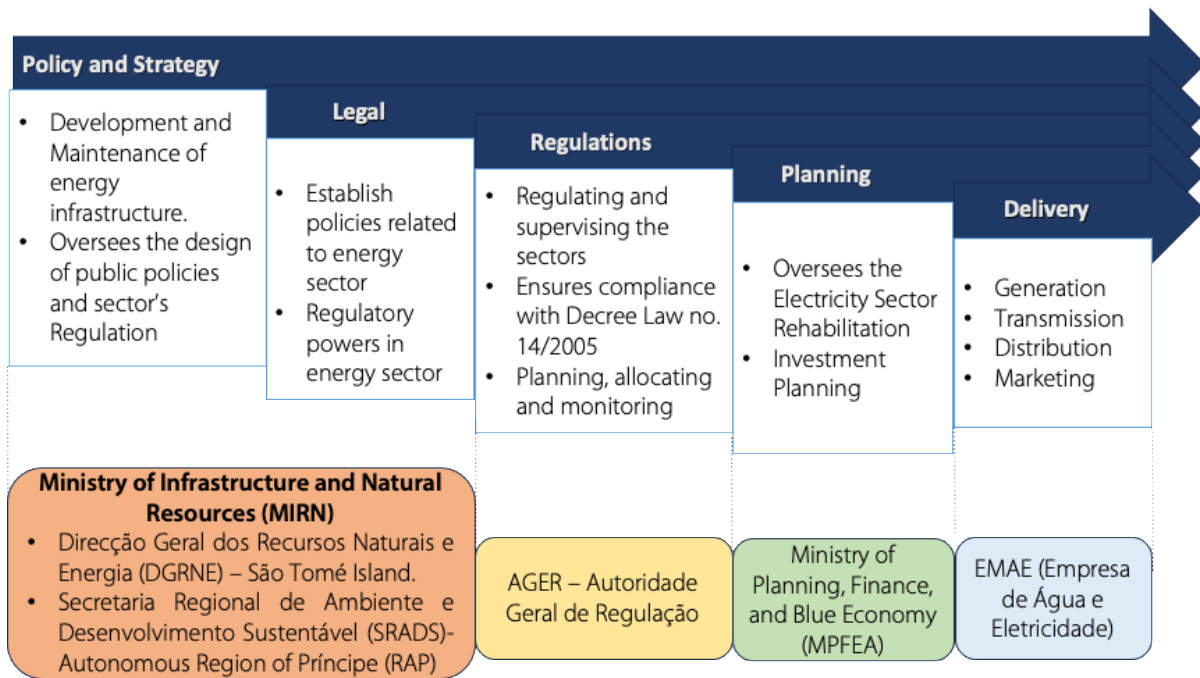 Policy and Strategy
• Development and
Maintenance of
energy
infrastructure.
• Oversees the design
of public policies
and sector's
Regulation
Legal
• Establish
policies related
to energy
sector
• Regulatory
powers in
energy sector
Regulations
• Regulating and
supervising the
sectors
• Ensures compliance
with Decree Law no.
14/2005
• Planning, allocating
and monitoring
Planning
• Oversees the
Electricity Sector
Rehabilitation
• Investment
Planning
Delivery
• Generation
• Transmission
• Distribution
• Marketing
Ministry of Infrastructure and Natural
Resources (MIRN)
• Direcção Geral dos Recursos Naturais e
Energia (DGRNE) – São Tomé Island.
• Secretaria Regional de Ambiente e
Desenvolvimento Sustentável (SRADS)-
Autonomous Region of Príncipe (RAP)
AGER – Autoridade
Geral de Regulação
Ministry of
Planning, Finance,
and Blue Economy
(MPFEA)
EMAE (Empresa
de Água e
Eletricidade)